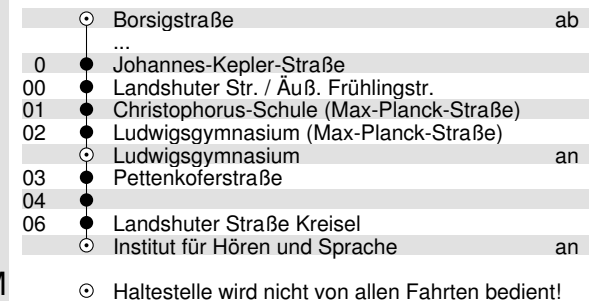 Borsigstraße ab
...
0 Johannes-Kepler-Straße
00 Landshuter Str. / Äuß. Frühlingstr.
01 Christophorus-Schule (Max-Planck-Straße)
02 Ludwigsgymnasium (Max-Planck-Straße)
Ludwigsgymnasium an
03 Pettenkoferstraße
04
06 Landshuter Straße Kreisel
Institut für Hören und Sprache an
Haltestelle wird nicht von allen Fahrten bedient!